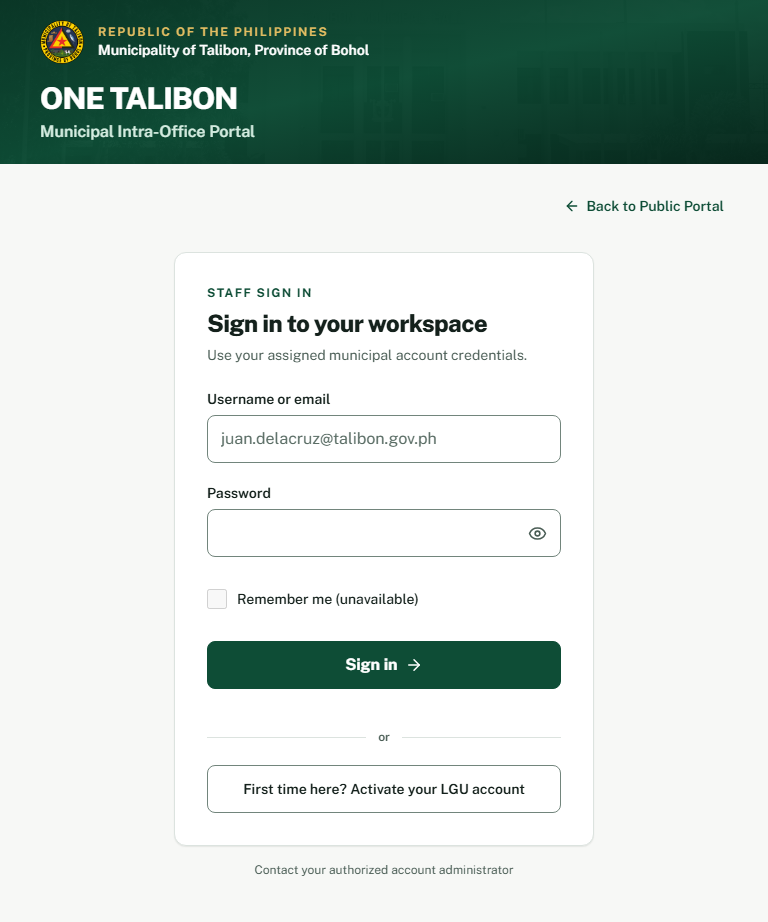 REPUBLIC OF THE PHILIPPINES
Municipality of Talibon, Province of Bohol
ONE TALIBON
Municipal Intra-Office Portal
← Back to Public Portal
STAFF SIGN IN
Sign in to your workspace
Use your assigned municipal account credentials.
Username or email
juan.delacruz@talibon.gov.ph
Password
Remember me (unavailable)
Sign in →
or
First time here? Activate your LGU account
Contact your authorized account administrator